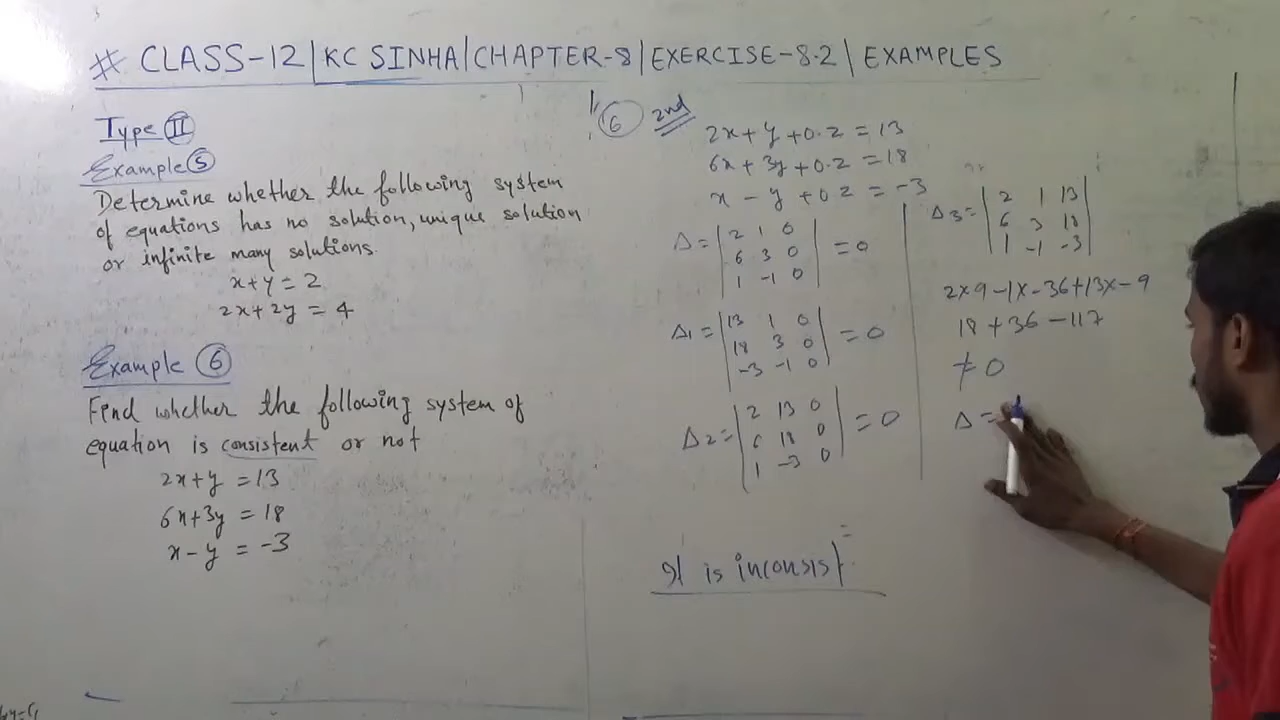 # CLASS-12 | KC SINHA | CHAPTER-8 | EXERCISE-8.2 | EXAMPLES
Type II
Example 5
Determine whether the following system
of equations has no solution, unique solution
or infinite many solutions.
x+y = 2
2x+2y = 4
Example 6
Find whether the following system of
equation is consistent or not
2x+y = 13
6x+3y = 18
x-y = -3
6 2nd
2x+y+0.z = 13
6x+3y+0.z = 18
x-y+0.z = -3
Δ = | 2 1 0 |
| 6 3 0 | = 0
| 1 -1 0 |
Δ1 = | 13 1 0 |
| 18 3 0 | = 0
| -3 -1 0 |
Δ2 = | 2 13 0 |
| 6 18 0 | = 0
| 1 -3 0 |
It is inconsist
Δ3 = | 2 1 13 |
| 6 3 18 |
| 1 -1 -3 |
2x9-1x-36+13x-9
18+36-117
≠ 0
Δ =